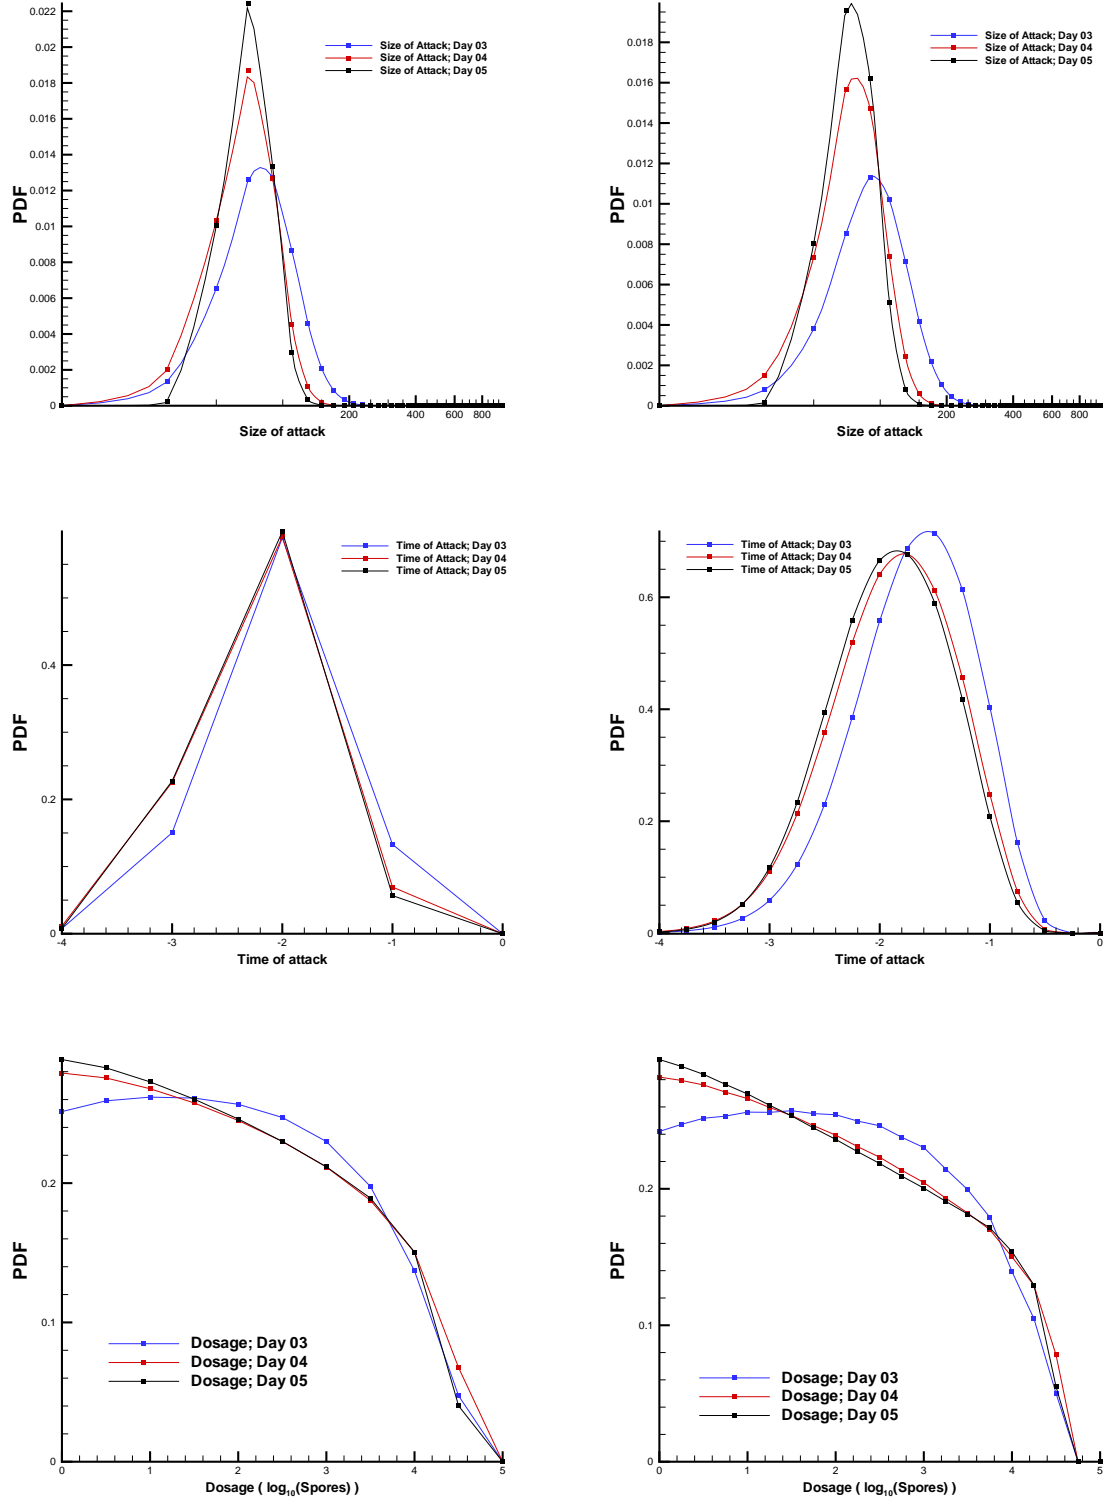 0.022
0.02
0.018
0.016
0.014
0.012
0.01
0.008
0.006
0.004
0.002
0
PDF
Size of Attack; Day 03
Size of Attack; Day 04
Size of Attack; Day 05
200 400 600 800
Size of attack
0.018
0.016
0.014
0.012
0.01
0.008
0.006
0.004
0.002
0
PDF
Size of Attack; Day 03
Size of Attack; Day 04
Size of Attack; Day 05
200 400 600 800
Size of attack
0.4
0.2
0
PDF
Time of Attack; Day 03
Time of Attack; Day 04
Time of Attack; Day 05
-4 -3 -2 -1 0
Time of attack
0.6
0.4
0.2
0
PDF
Time of Attack; Day 03
Time of Attack; Day 04
Time of Attack; Day 05
-4 -3 -2 -1 0
Time of attack
0.2
0.1
0
PDF
Dosage; Day 03
Dosage; Day 04
Dosage; Day 05
0 1 2 3 4 5
Dosage ( log₁₀(Spores) )
0.2
0.1
0
PDF
Dosage; Day 03
Dosage; Day 04
Dosage; Day 05
0 1 2 3 4 5
Dosage ( log₁₀(Spores) )